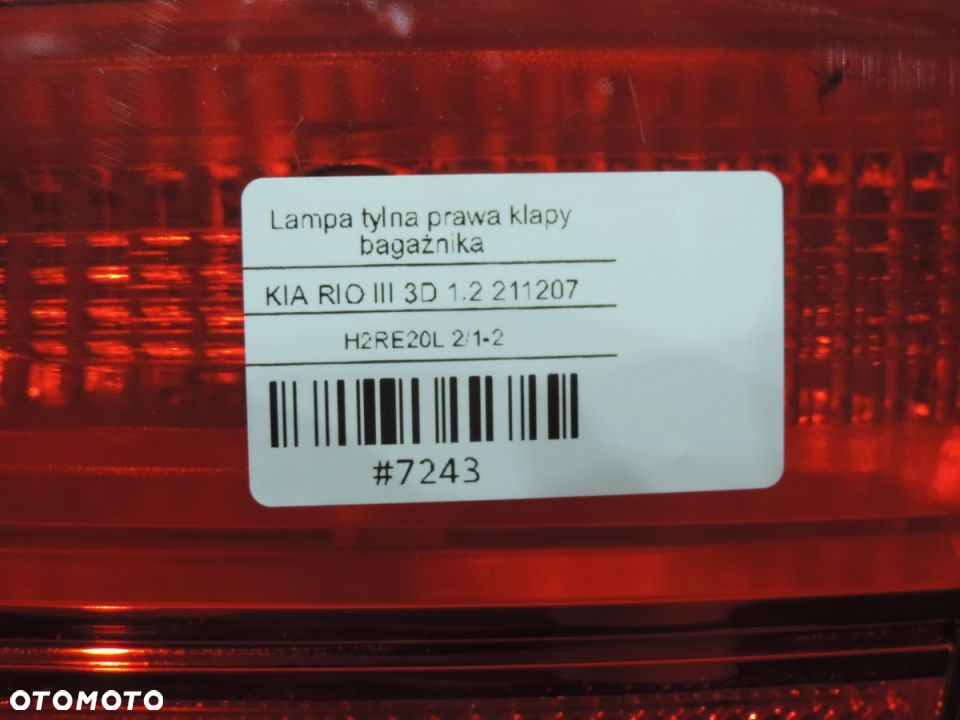 Lampa tylna prawa klapy
bagażnika
KIA RIO III 3D 1.2 211207
H2RE20L 2/1-2
#7243
OTOMOTO